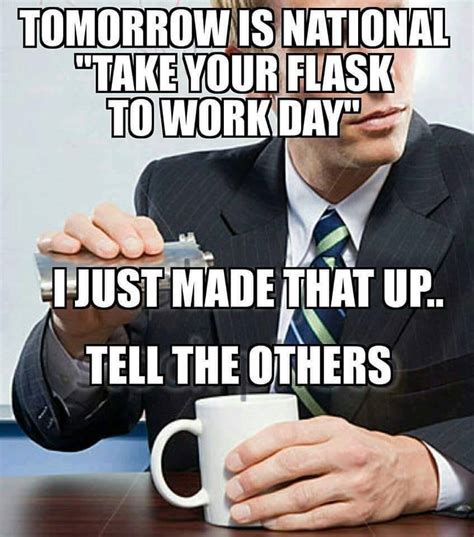 TOMORROW IS NATIONAL
"TAKE YOUR FLASK
TO WORK DAY"
I JUST MADE THAT UP..
TELL THE OTHERS